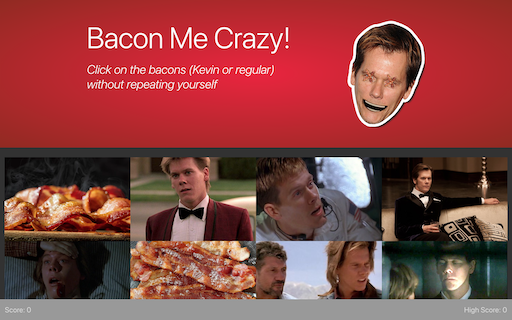 Bacon Me Crazy!
Click on the bacons (Kevin or regular)
without repeating yourself
Score: 0
High Score: 0